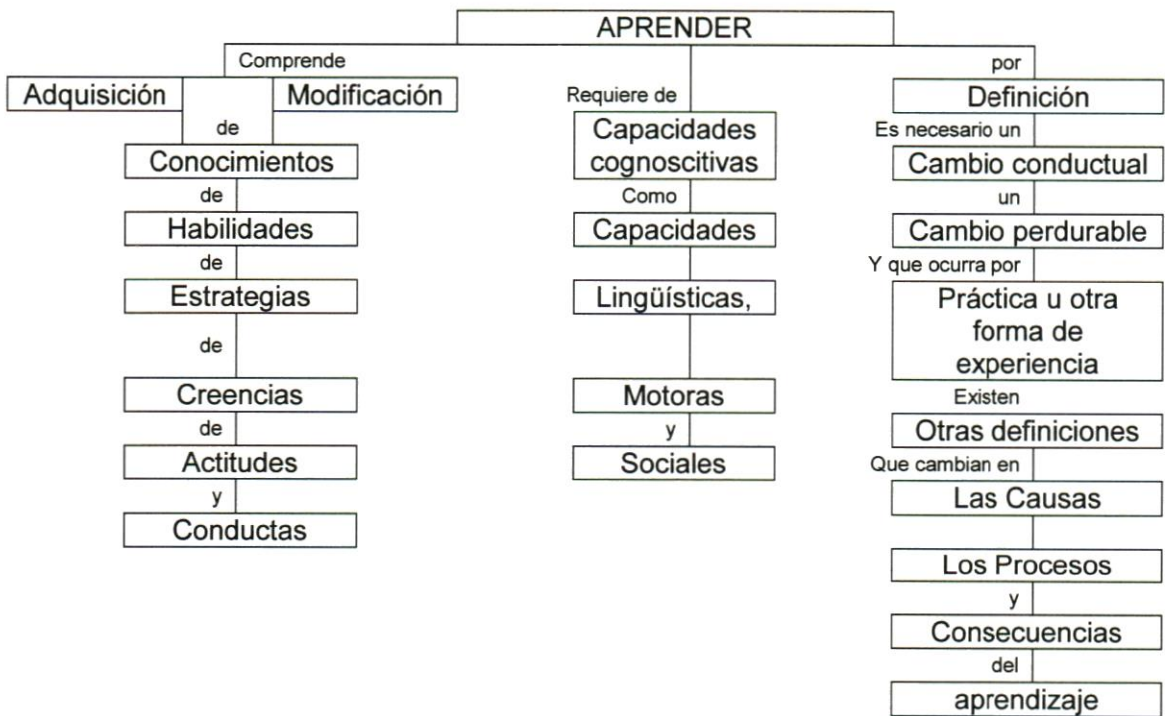 APRENDER
Comprende
Adquisición
Modificación
de
Conocimientos
de
Habilidades
de
Estrategias
de
Creencias
de
Actitudes
y
Conductas
Requiere de
Capacidades
cognoscitivas
Como
Capacidades
Lingüísticas,
Motoras
y
Sociales
por
Definición
Es necesario un
Cambio conductual
un
Cambio perdurable
Y que ocurra por
Práctica u otra
forma de
experiencia
Existen
Otras definiciones
Que cambian en
Las Causas
Los Procesos
y
Consecuencias
del
aprendizaje